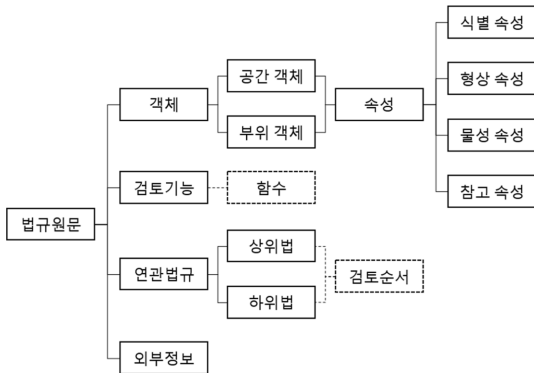 식별 속성
공간 객체
형상 속성
객체
속성
부위 객체
물성 속성
검토기능
함수
참고 속성
법규원문
상위법
연관법규
검토순서
하위법
외부정보